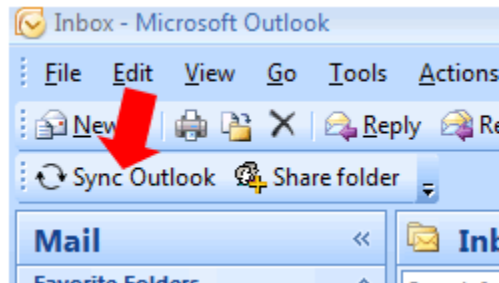 Inbox - Microsoft Outlook
File Edit View Go Tools Actions
New Reply Re
Sync Outlook Share folder
Mail « Inb
Favorite Folders